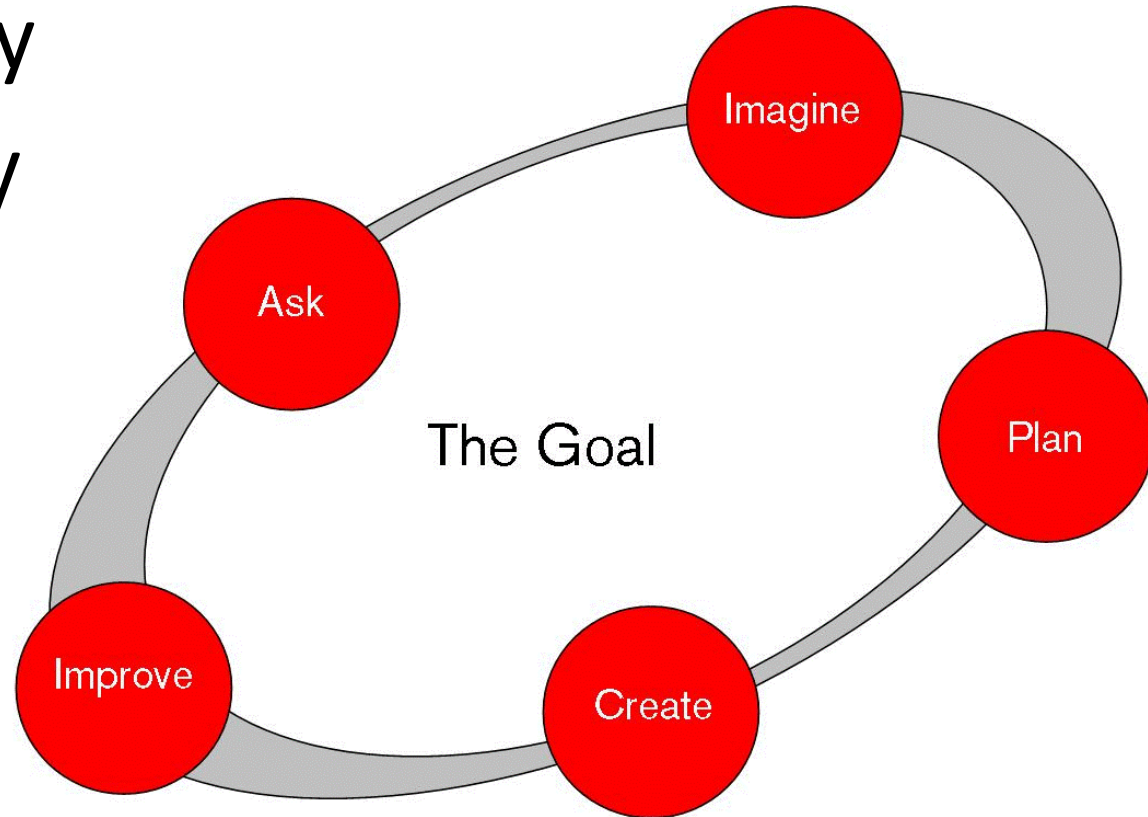 y
y
Imagine
Ask
The Goal
Plan
Improve
Create